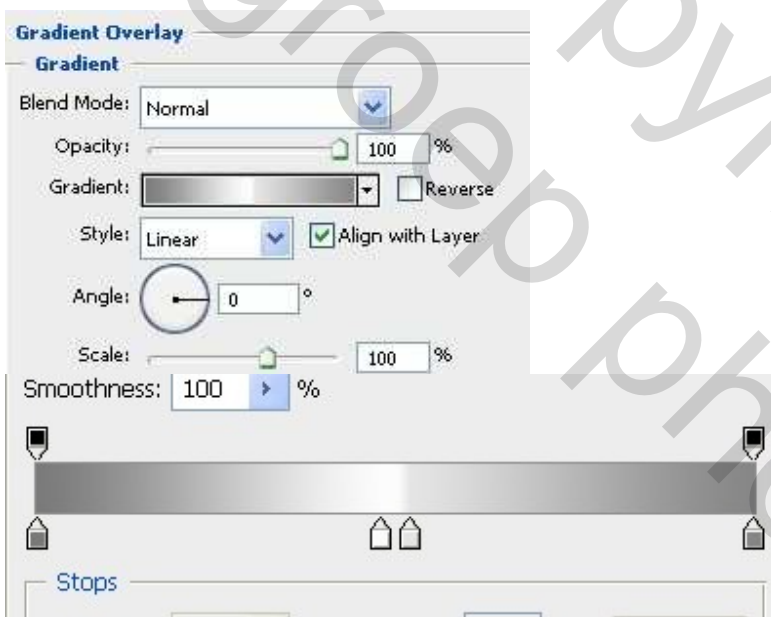 Gradient Overlay
Gradient
Blend Mode: Normal
Opacity: 100 %
Gradient: Reverse
Style: Linear Align with Layer
Angle: 0 °
Scale: 100 %
Smoothness: 100 %
Stops